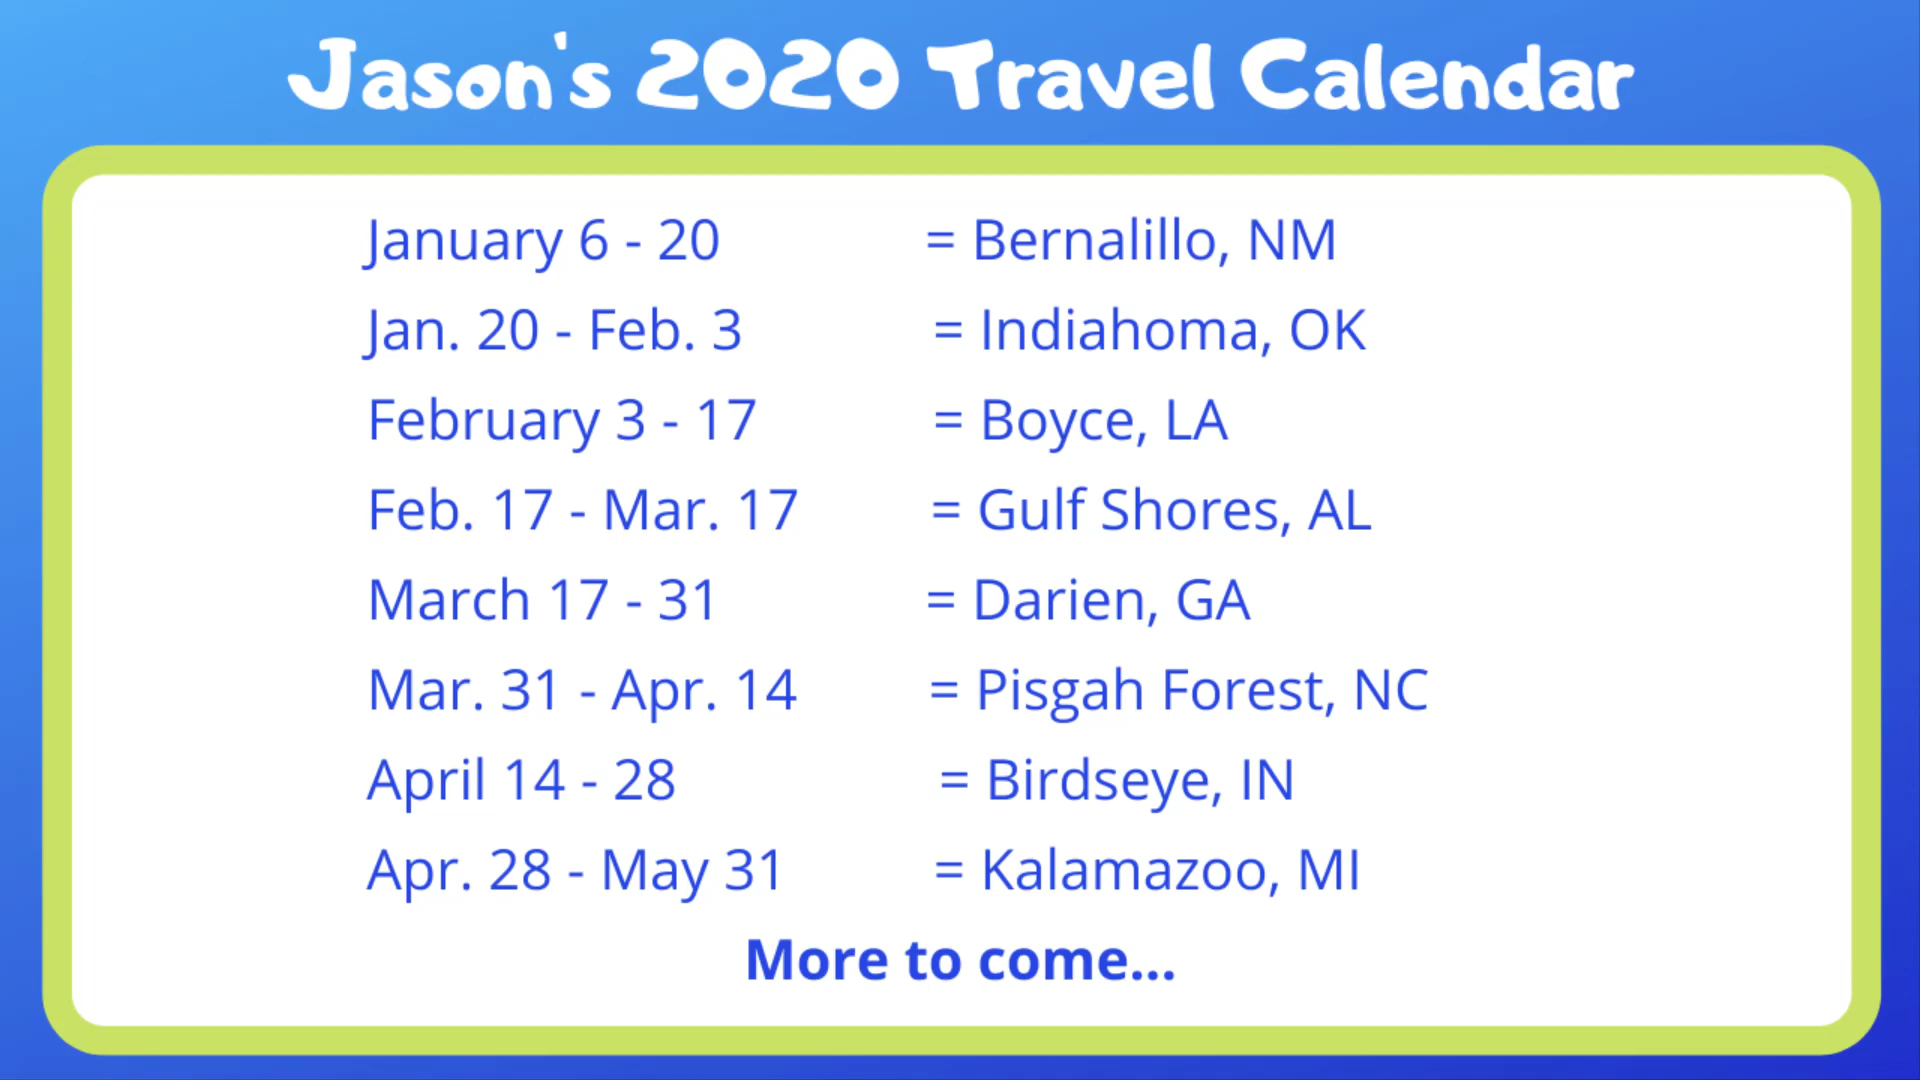 Jason's 2020 Travel Calendar
January 6 - 20 = Bernalillo, NM
Jan. 20 - Feb. 3 = Indiahoma, OK
February 3 - 17 = Boyce, LA
Feb. 17 - Mar. 17 = Gulf Shores, AL
March 17 - 31 = Darien, GA
Mar. 31 - Apr. 14 = Pisgah Forest, NC
April 14 - 28 = Birdseye, IN
Apr. 28 - May 31 = Kalamazoo, MI
More to come...